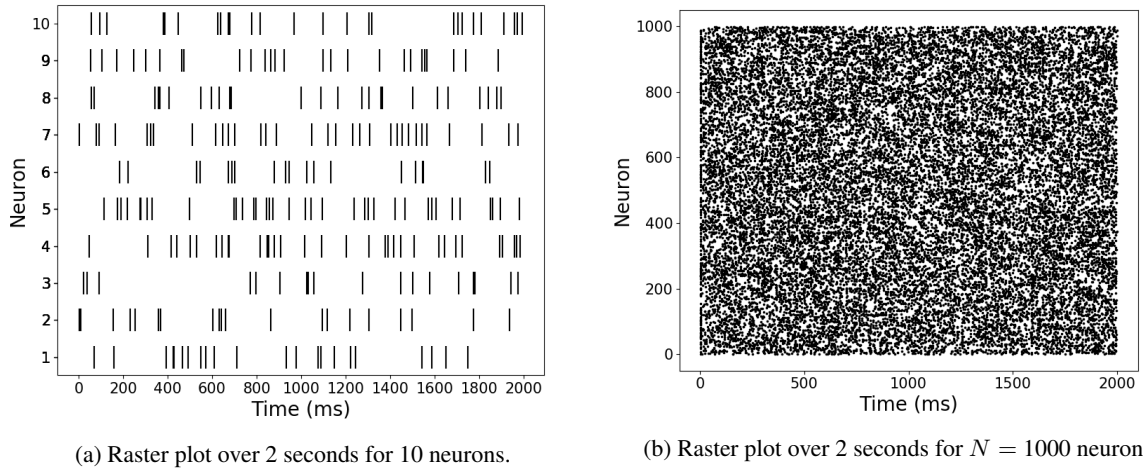 10
9
8
7
6
5
4
3
2
1
Neuron
0 200 400 600 800 1000 1200 1400 1600 1800 2000
Time (ms)
(a) Raster plot over 2 seconds for 10 neurons.
1000
800
600
400
200
0
Neuron
0 500 1000 1500 2000
Time (ms)
(b) Raster plot over 2 seconds for N = 1000 neuron